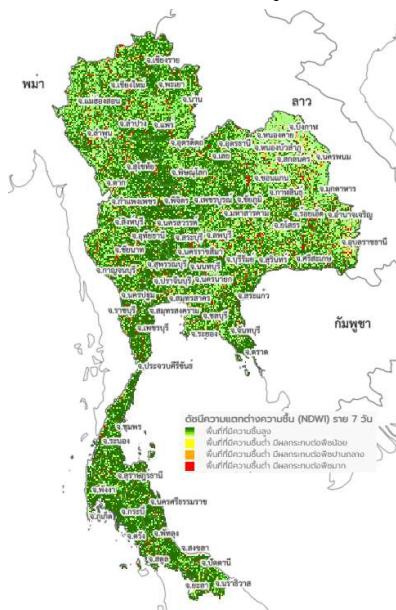 จ.เชียงราย
พม่า
จ.เชียงใหม่ จ.พะเยา
จ.แม่ฮ่องสอน จ.น่าน
ลาว
จ.ลำปาง จ.แพร่
จ.ลำพูน
จ.บึงกาฬ
จ.อุตรดิตถ์ จ.อุดรธานี จ.หนองคาย
จ.เลย จ.หนองบัวลำภู
จ.สกลนคร จ.นครพนม
จ.สุโขทัย
จ.พิษณุโลก
จ.ตาก จ.ขอนแก่น
จ.กาฬสินธุ์ จ.มุกดาหาร
จ.กำแพงเพชร จ.พิจิตร จ.เพชรบูรณ์ จ.ชัยภูมิ
จ.มหาสารคาม จ.ร้อยเอ็ด จ.อำนาจเจริญ
จ.สิงห์บุรี จ.นครสวรรค์ จ.ยโสธร
จ.อุทัยธานี จ.สระบุรี จ.ลพบุรี
จ.อุบลราชธานี
จ.ชัยนาท จ.นครราชสีมา
จ.สุพรรณบุรี จ.นนทบุรี จ.บุรีรัมย์ จ.สุรินทร์ จ.ศรีสะเกษ
จ.กาญจนบุรี
จ.ปราจีนบุรี จ.นครนายก
จ.สระแก้ว
จ.นครปฐม จ.สมุทรสาคร
จ.ราชบุรี จ.สมุทรสงคราม จ.ชลบุรี
กัมพูชา
จ.เพชรบุรี จ.ระยอง จ.จันทบุรี
จ.ตราด
จ.ประจวบคีรีขันธ์
ดัชนีความแตกต่างความชื้น (NDWI) ราย 7 วัน
พื้นที่ที่มีความชื้นสูง
พื้นที่ที่มีความชื้นต่ำ มีผลกระทบต่อพืชน้อย
พื้นที่ที่มีความชื้นต่ำ มีผลกระทบต่อพืชปานกลาง
พื้นที่ที่มีความชื้นต่ำ มีผลกระทบต่อพืชมาก
จ.ชุมพร
จ.ระนอง
จ.สุราษฎร์ธานี
จ.พังงา
จ.นครศรีธรรมราช
จ.กระบี่
จ.ภูเก็ต
จ.ตรัง จ.พัทลุง
จ.สงขลา
จ.สตูล
จ.ปัตตานี
จ.ยะลา จ.นราธิวาส